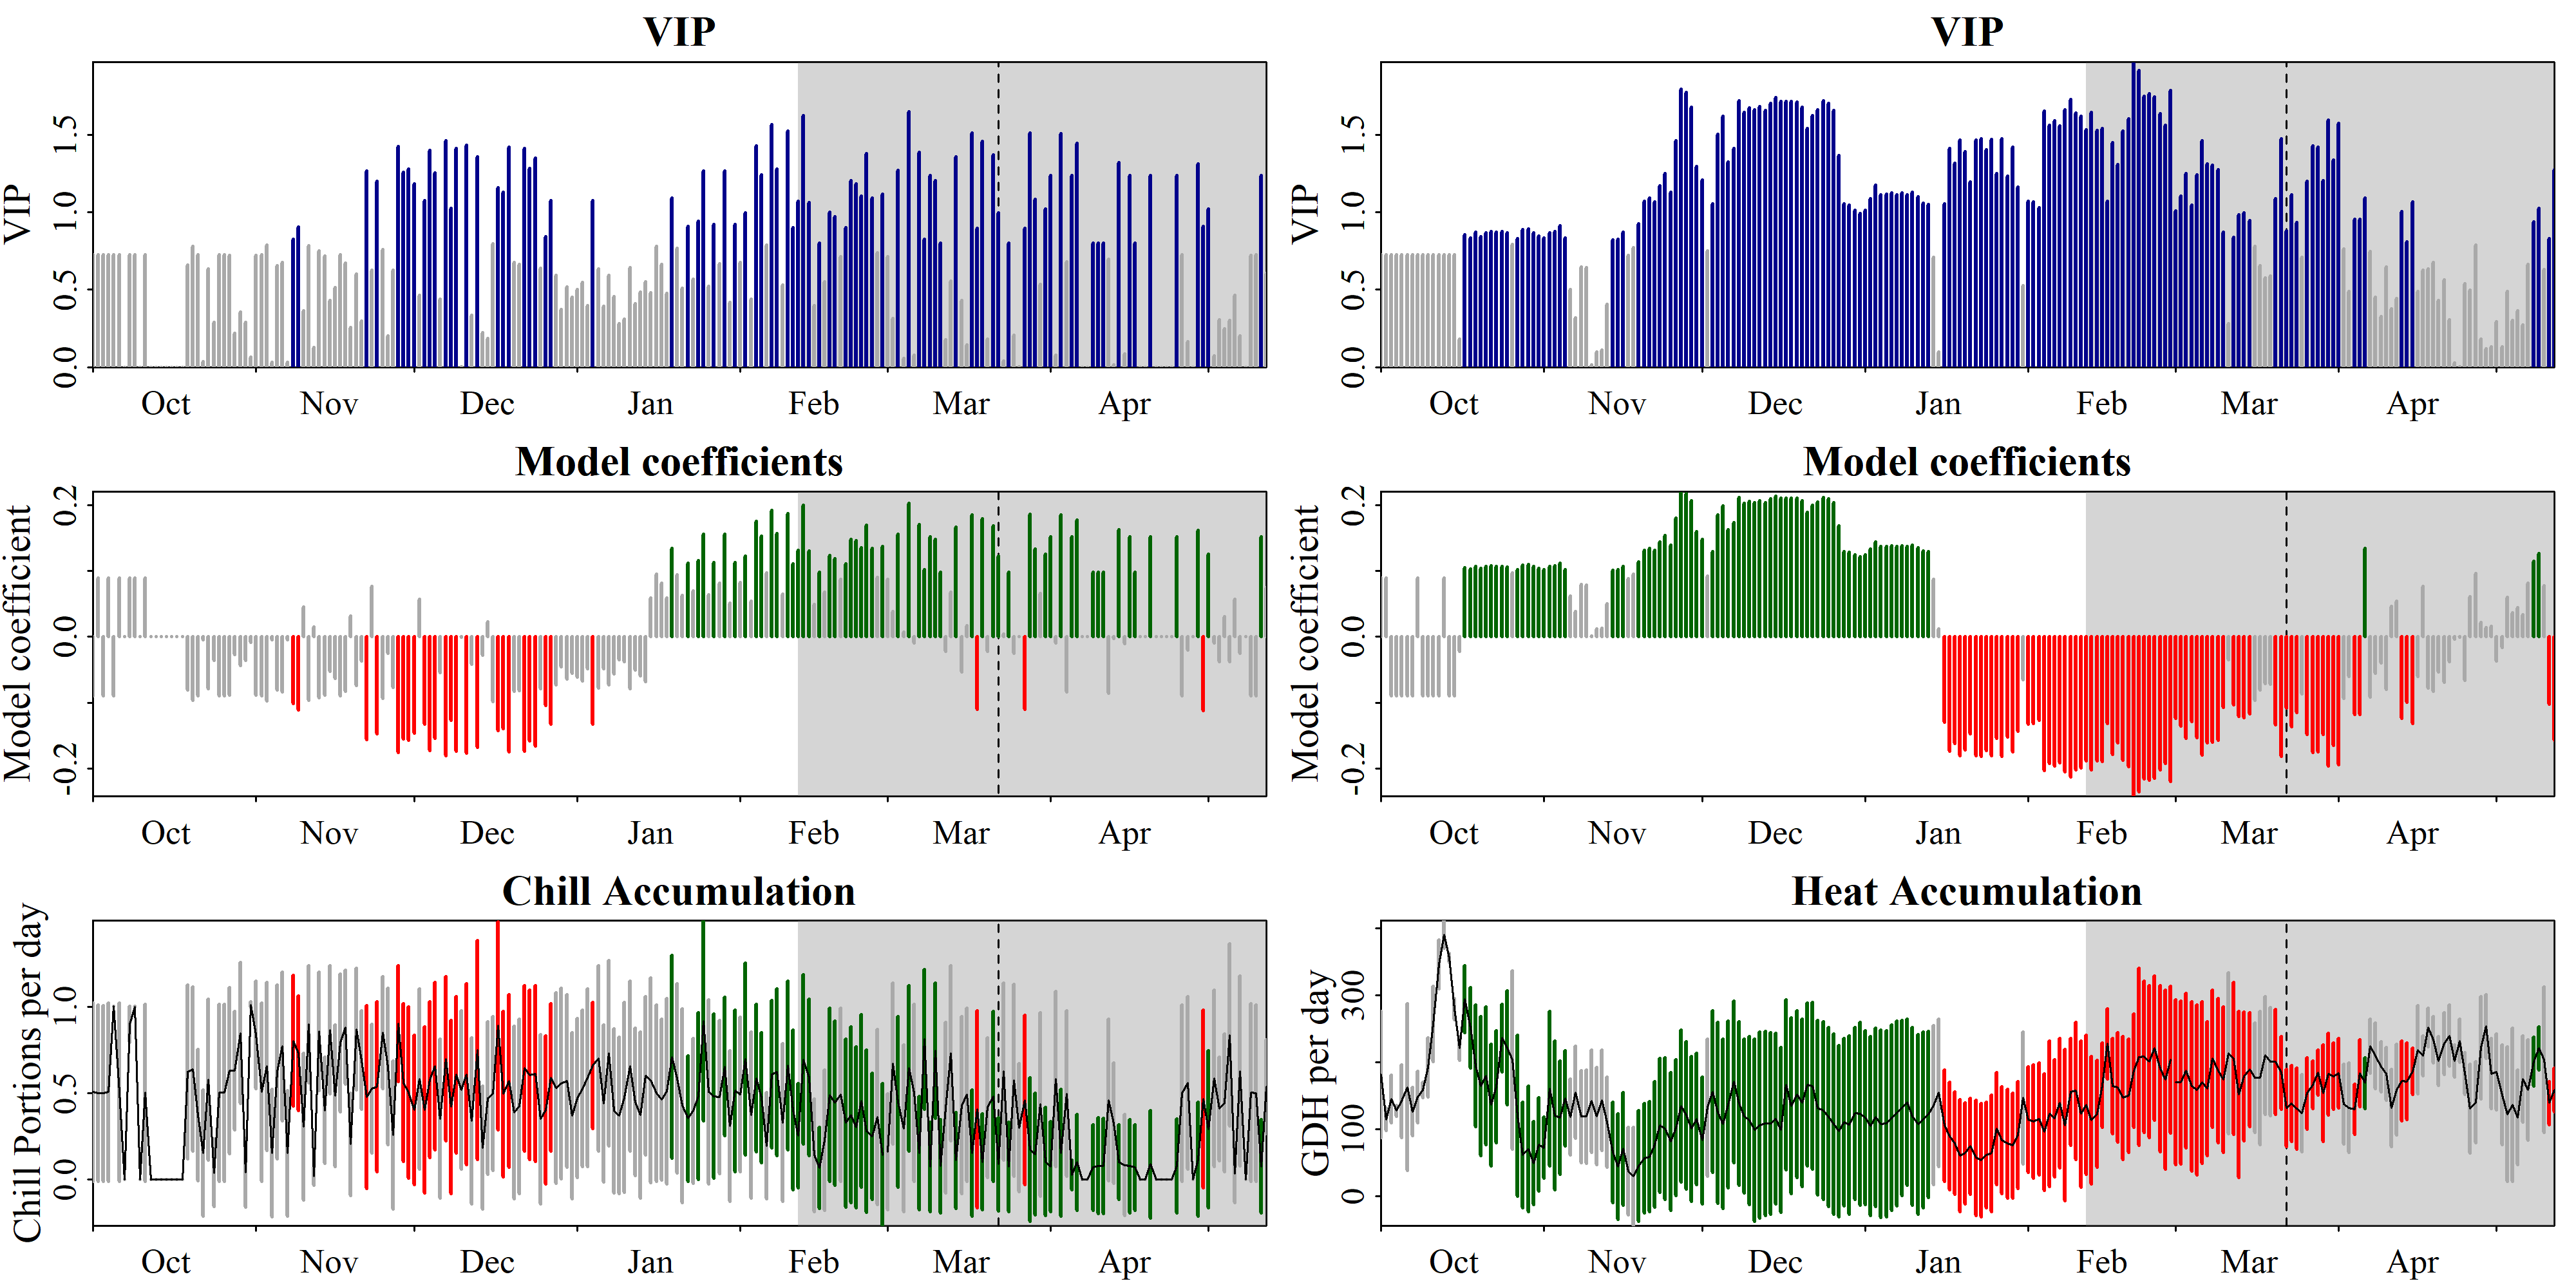 VIP
VIP
0.0 0.5 1.0 1.5
Oct Nov Dec Jan Feb Mar Apr
VIP
VIP
0.0 0.5 1.0 1.5
Oct Nov Dec Jan Feb Mar Apr
Model coefficients
Model coefficient
-0.2 0.0 0.2
Oct Nov Dec Jan Feb Mar Apr
Model coefficients
Model coefficient
-0.2 0.0 0.2
Oct Nov Dec Jan Feb Mar Apr
Chill Accumulation
Chill Portions per day
0.0 0.5 1.0
Oct Nov Dec Jan Feb Mar Apr
Heat Accumulation
GDH per day
0 100 300
Oct Nov Dec Jan Feb Mar Apr